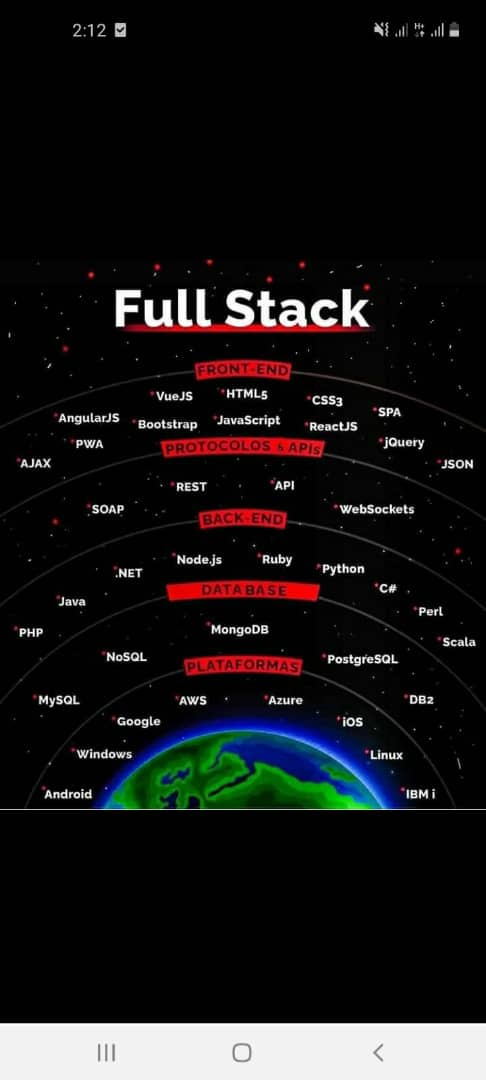 2:12
H+
Full Stack
FRONT-END
*VueJS *HTML5 *CSS3 *SPA
*AngularJS *Bootstrap *JavaScript *ReactJS
*PWA *jQuery
*AJAX *JSON
PROTOCOLOS & APIs
*REST *API
*SOAP *WebSockets
BACK-END
*.NET *Node.js *Ruby *Python
*Java *C#
*PHP *Perl
*Scala
DATABASE
*MongoDB
*NoSQL *PostgreSQL
*MySQL *DB2
PLATAFORMAS
*AWS *Azure
*Google *iOS
*Windows *Linux
*Android *IBM i